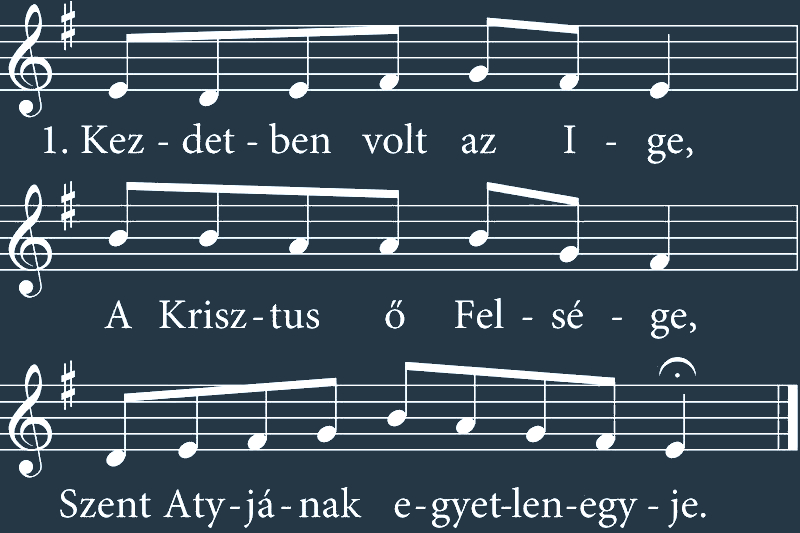 1. Kez - det - ben volt az I - ge,
A Krisz - tus ő Fel - sé - ge,
Szent Aty - já - nak e - gyet - len - egy - je.